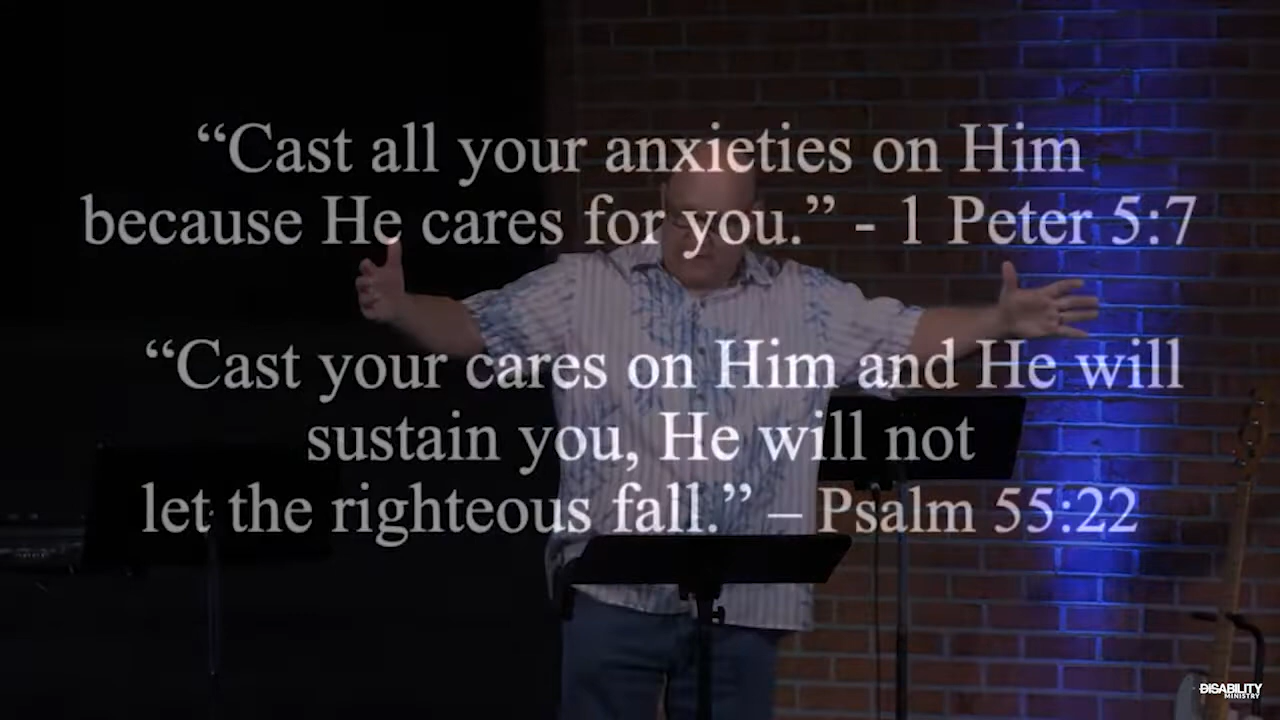 “Cast all your anxieties on Him
because He cares for you.” - 1 Peter 5:7
“Cast your cares on Him and He will
sustain you, He will not
let the righteous fall.” – Psalm 55:22
DISABILITY
MINISTRY